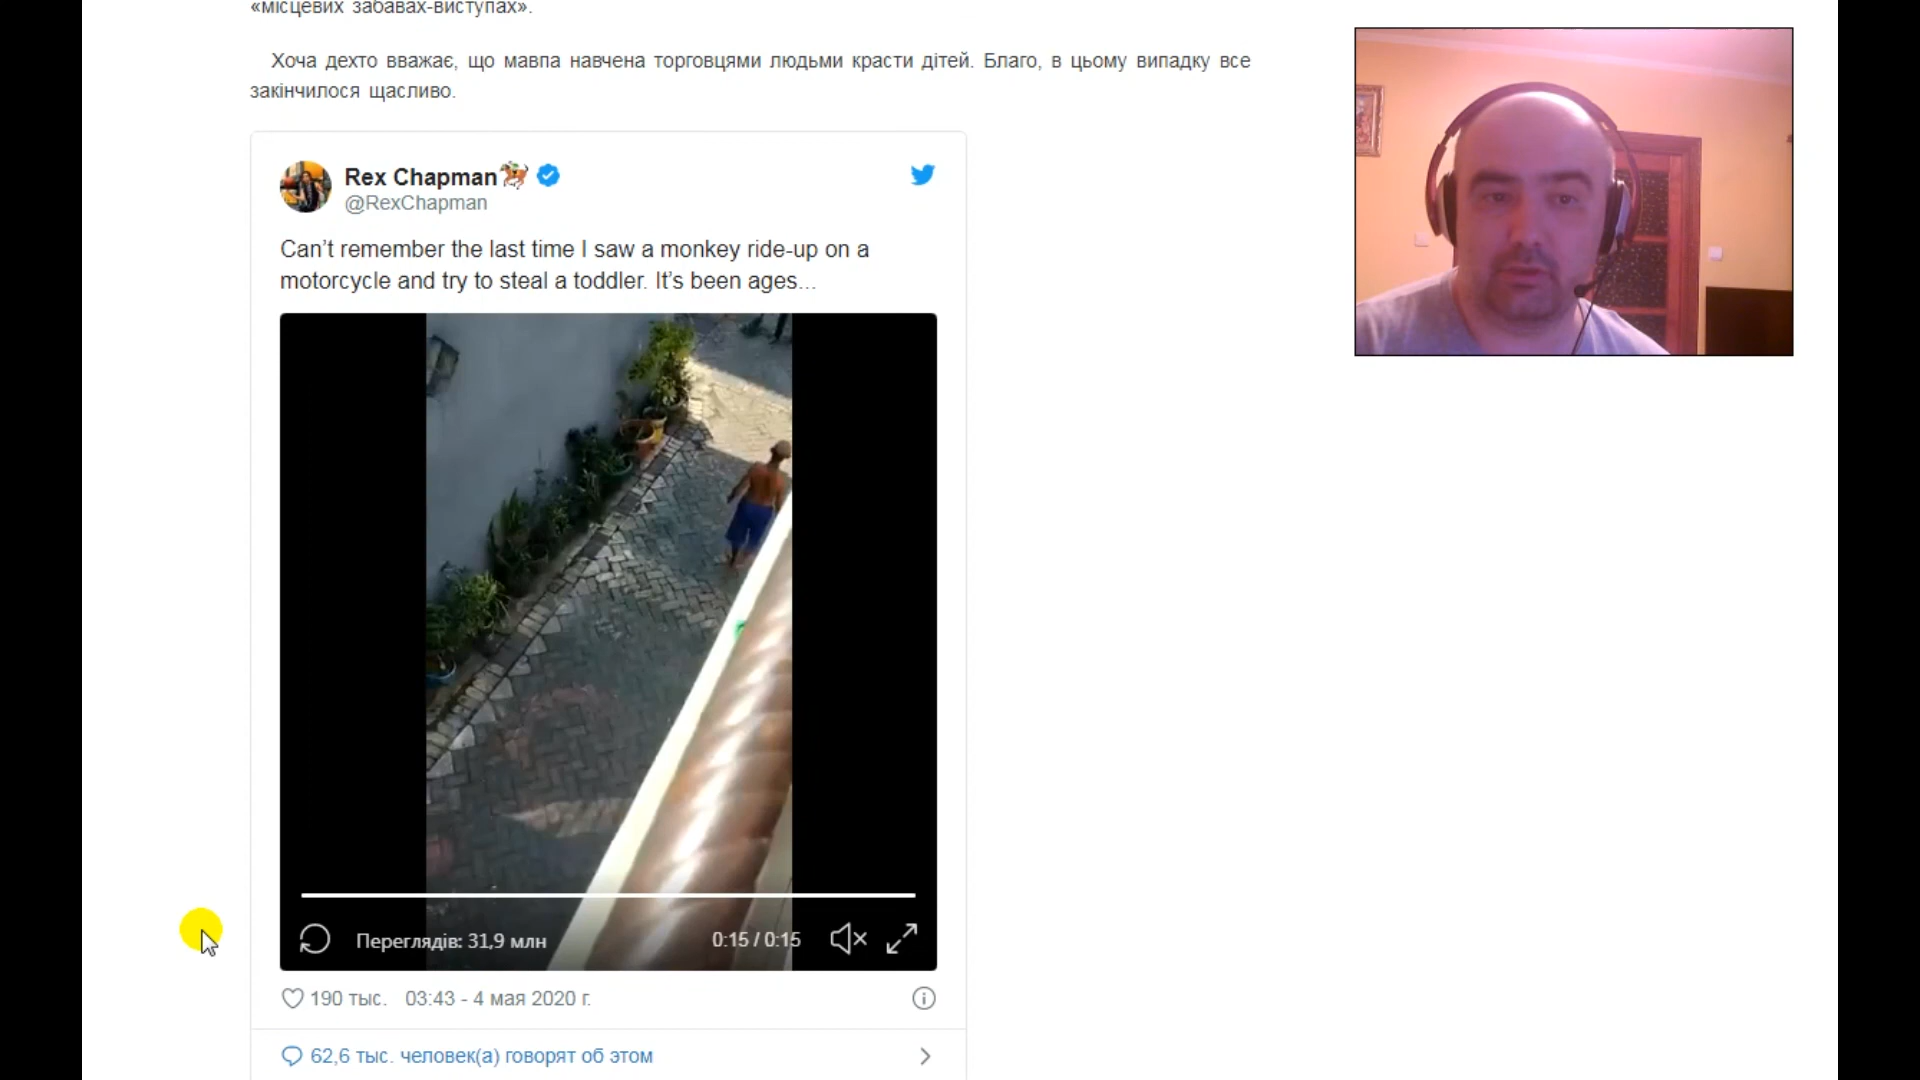 «місцевих забавах-виступах».
Хоча дехто вважає, що мавпа навчена торговцями людьми красти дітей. Благо, в цьому випадку все
закінчилося щасливо.
Rex Chapman
@RexChapman
Can’t remember the last time I saw a monkey ride-up on a
motorcycle and try to steal a toddler. It’s been ages...
Переглядів: 31,9 млн
0:15 / 0:15
190 тыс. 03:43 - 4 мая 2020 г.
62,6 тыс. человек(а) говорят об этом